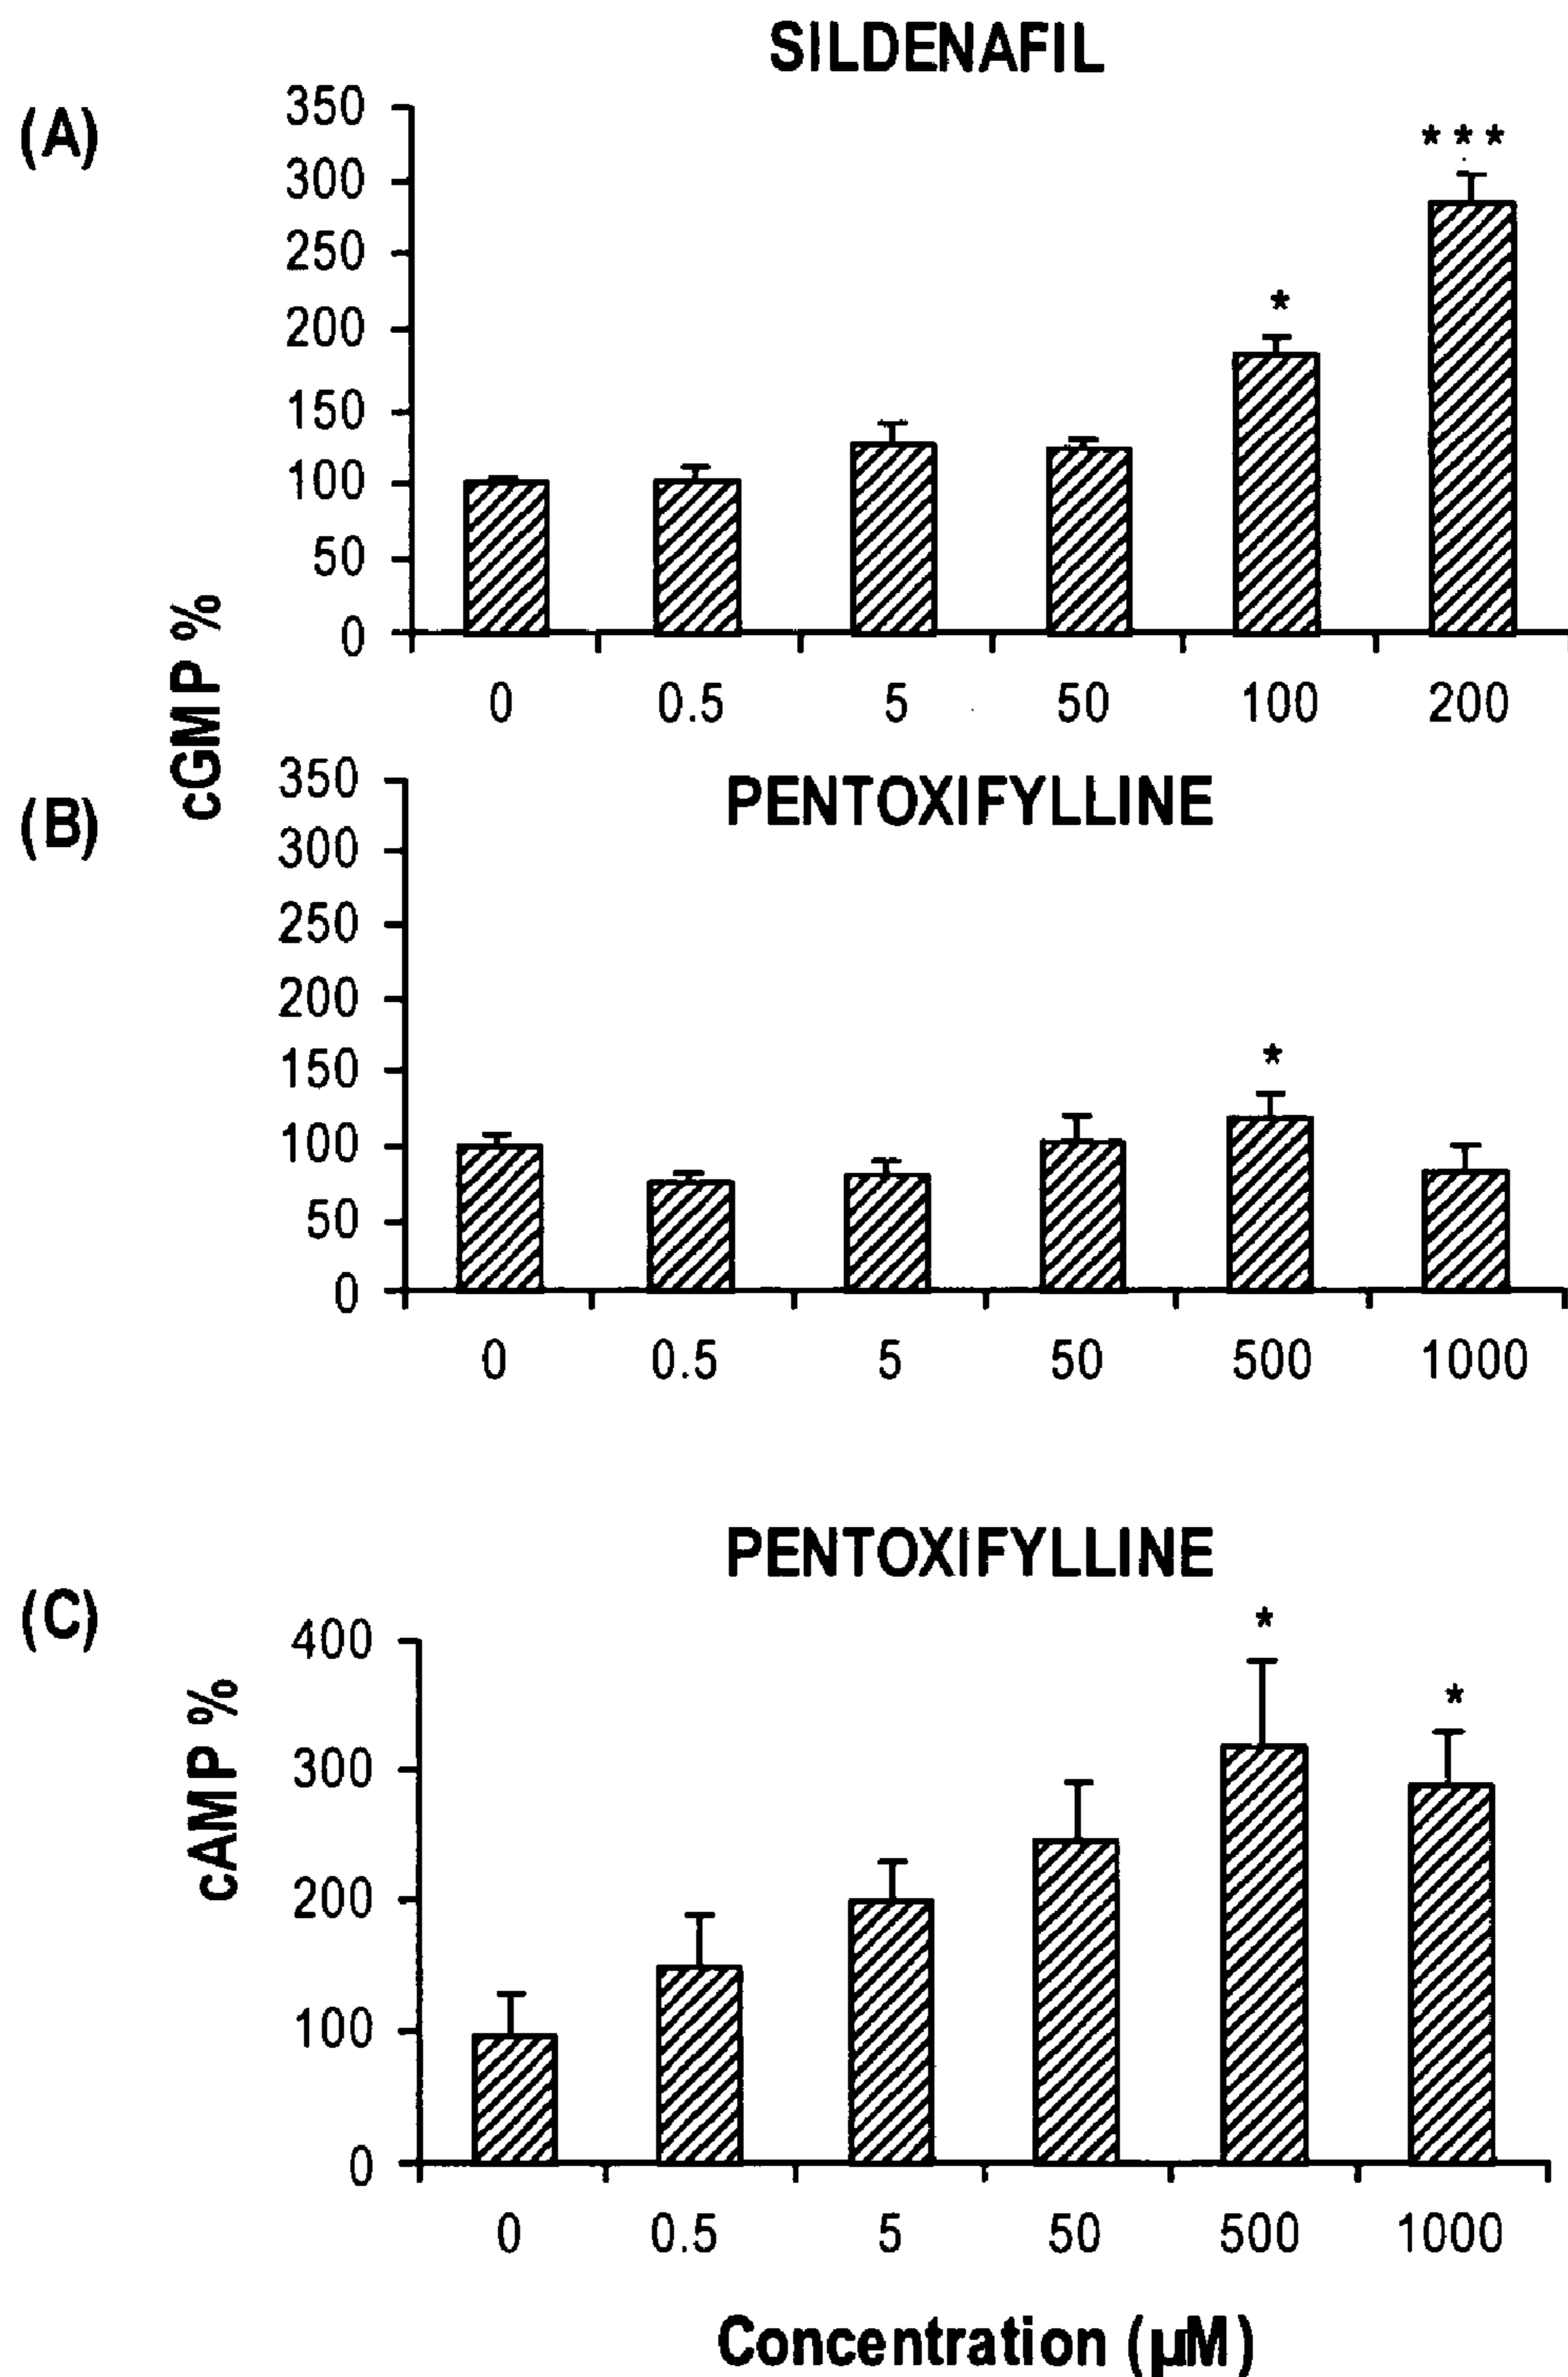 SILDENAFIL
(A)
350
300
250
200
150
100
50
0
* * *
*
0 0.5 5 50 100 200
cGMP %
PENTOXIFYLLINE
(B)
350
300
250
200
150
100
50
0
*
0 0.5 5 50 500 1000
PENTOXIFYLLINE
(C)
400
300
200
100
0
*
*
cAMP %
0 0.5 5 50 500 1000
Concentration (µM)